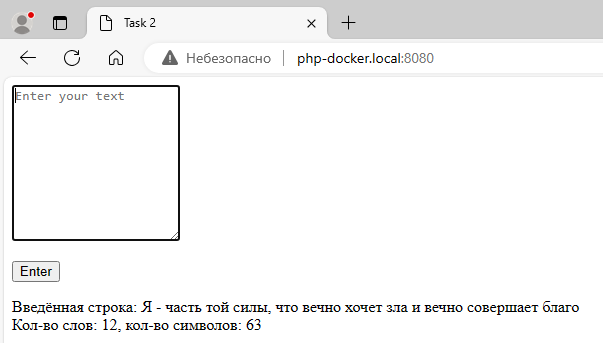 Task 2
Небезопасно php-docker.local:8080
Enter your text
Enter
Введённая строка: Я - часть той силы, что вечно хочет зла и вечно совершает благо
Кол-во слов: 12, кол-во символов: 63